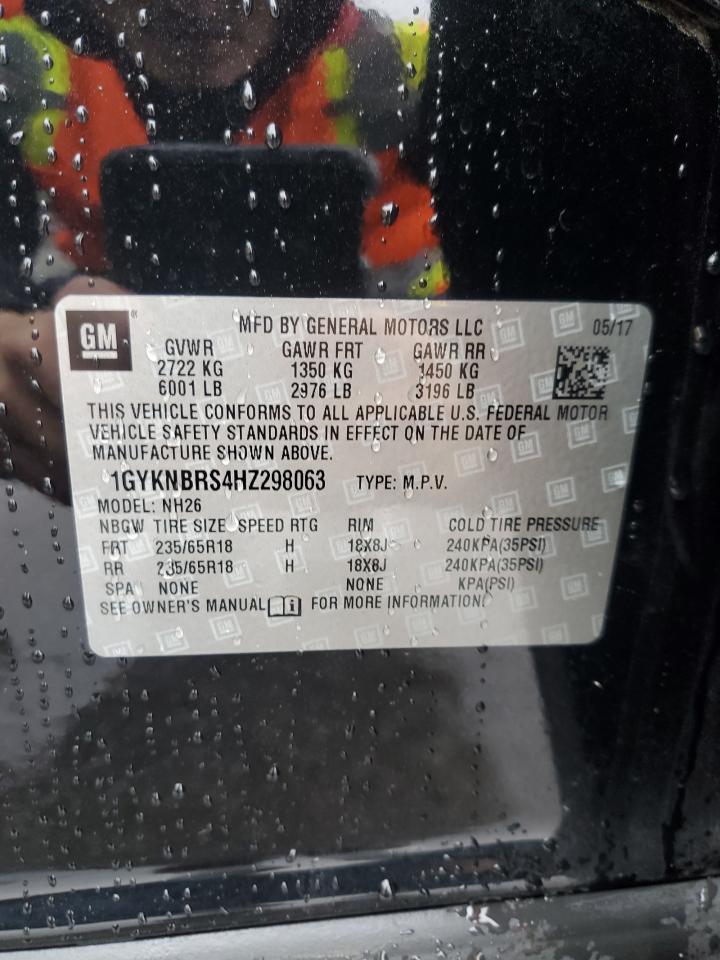 GM ®
MFD BY GENERAL MOTORS LLC 05/17
GVWR GAWR FRT GAWR RR
2722 KG 1350 KG 1450 KG
6001 LB 2976 LB 3196 LB
THIS VEHICLE CONFORMS TO ALL APPLICABLE U.S. FEDERAL MOTOR
VEHICLE SAFETY STANDARDS IN EFFECT ON THE DATE OF
MANUFACTURE SHOWN ABOVE.
1GYKNBRS4HZ298063 TYPE: M.P.V.
MODEL: NH26
NBGW TIRE SIZE SPEED RTG RIM COLD TIRE PRESSURE
FRT 235/65R18 H 18X8J 240KPA(35PSI)
RR 235/65R18 H 18X8J 240KPA(35PSI)
SPA NONE NONE KPA(PSI)
SEE OWNER'S MANUAL FOR MORE INFORMATION.